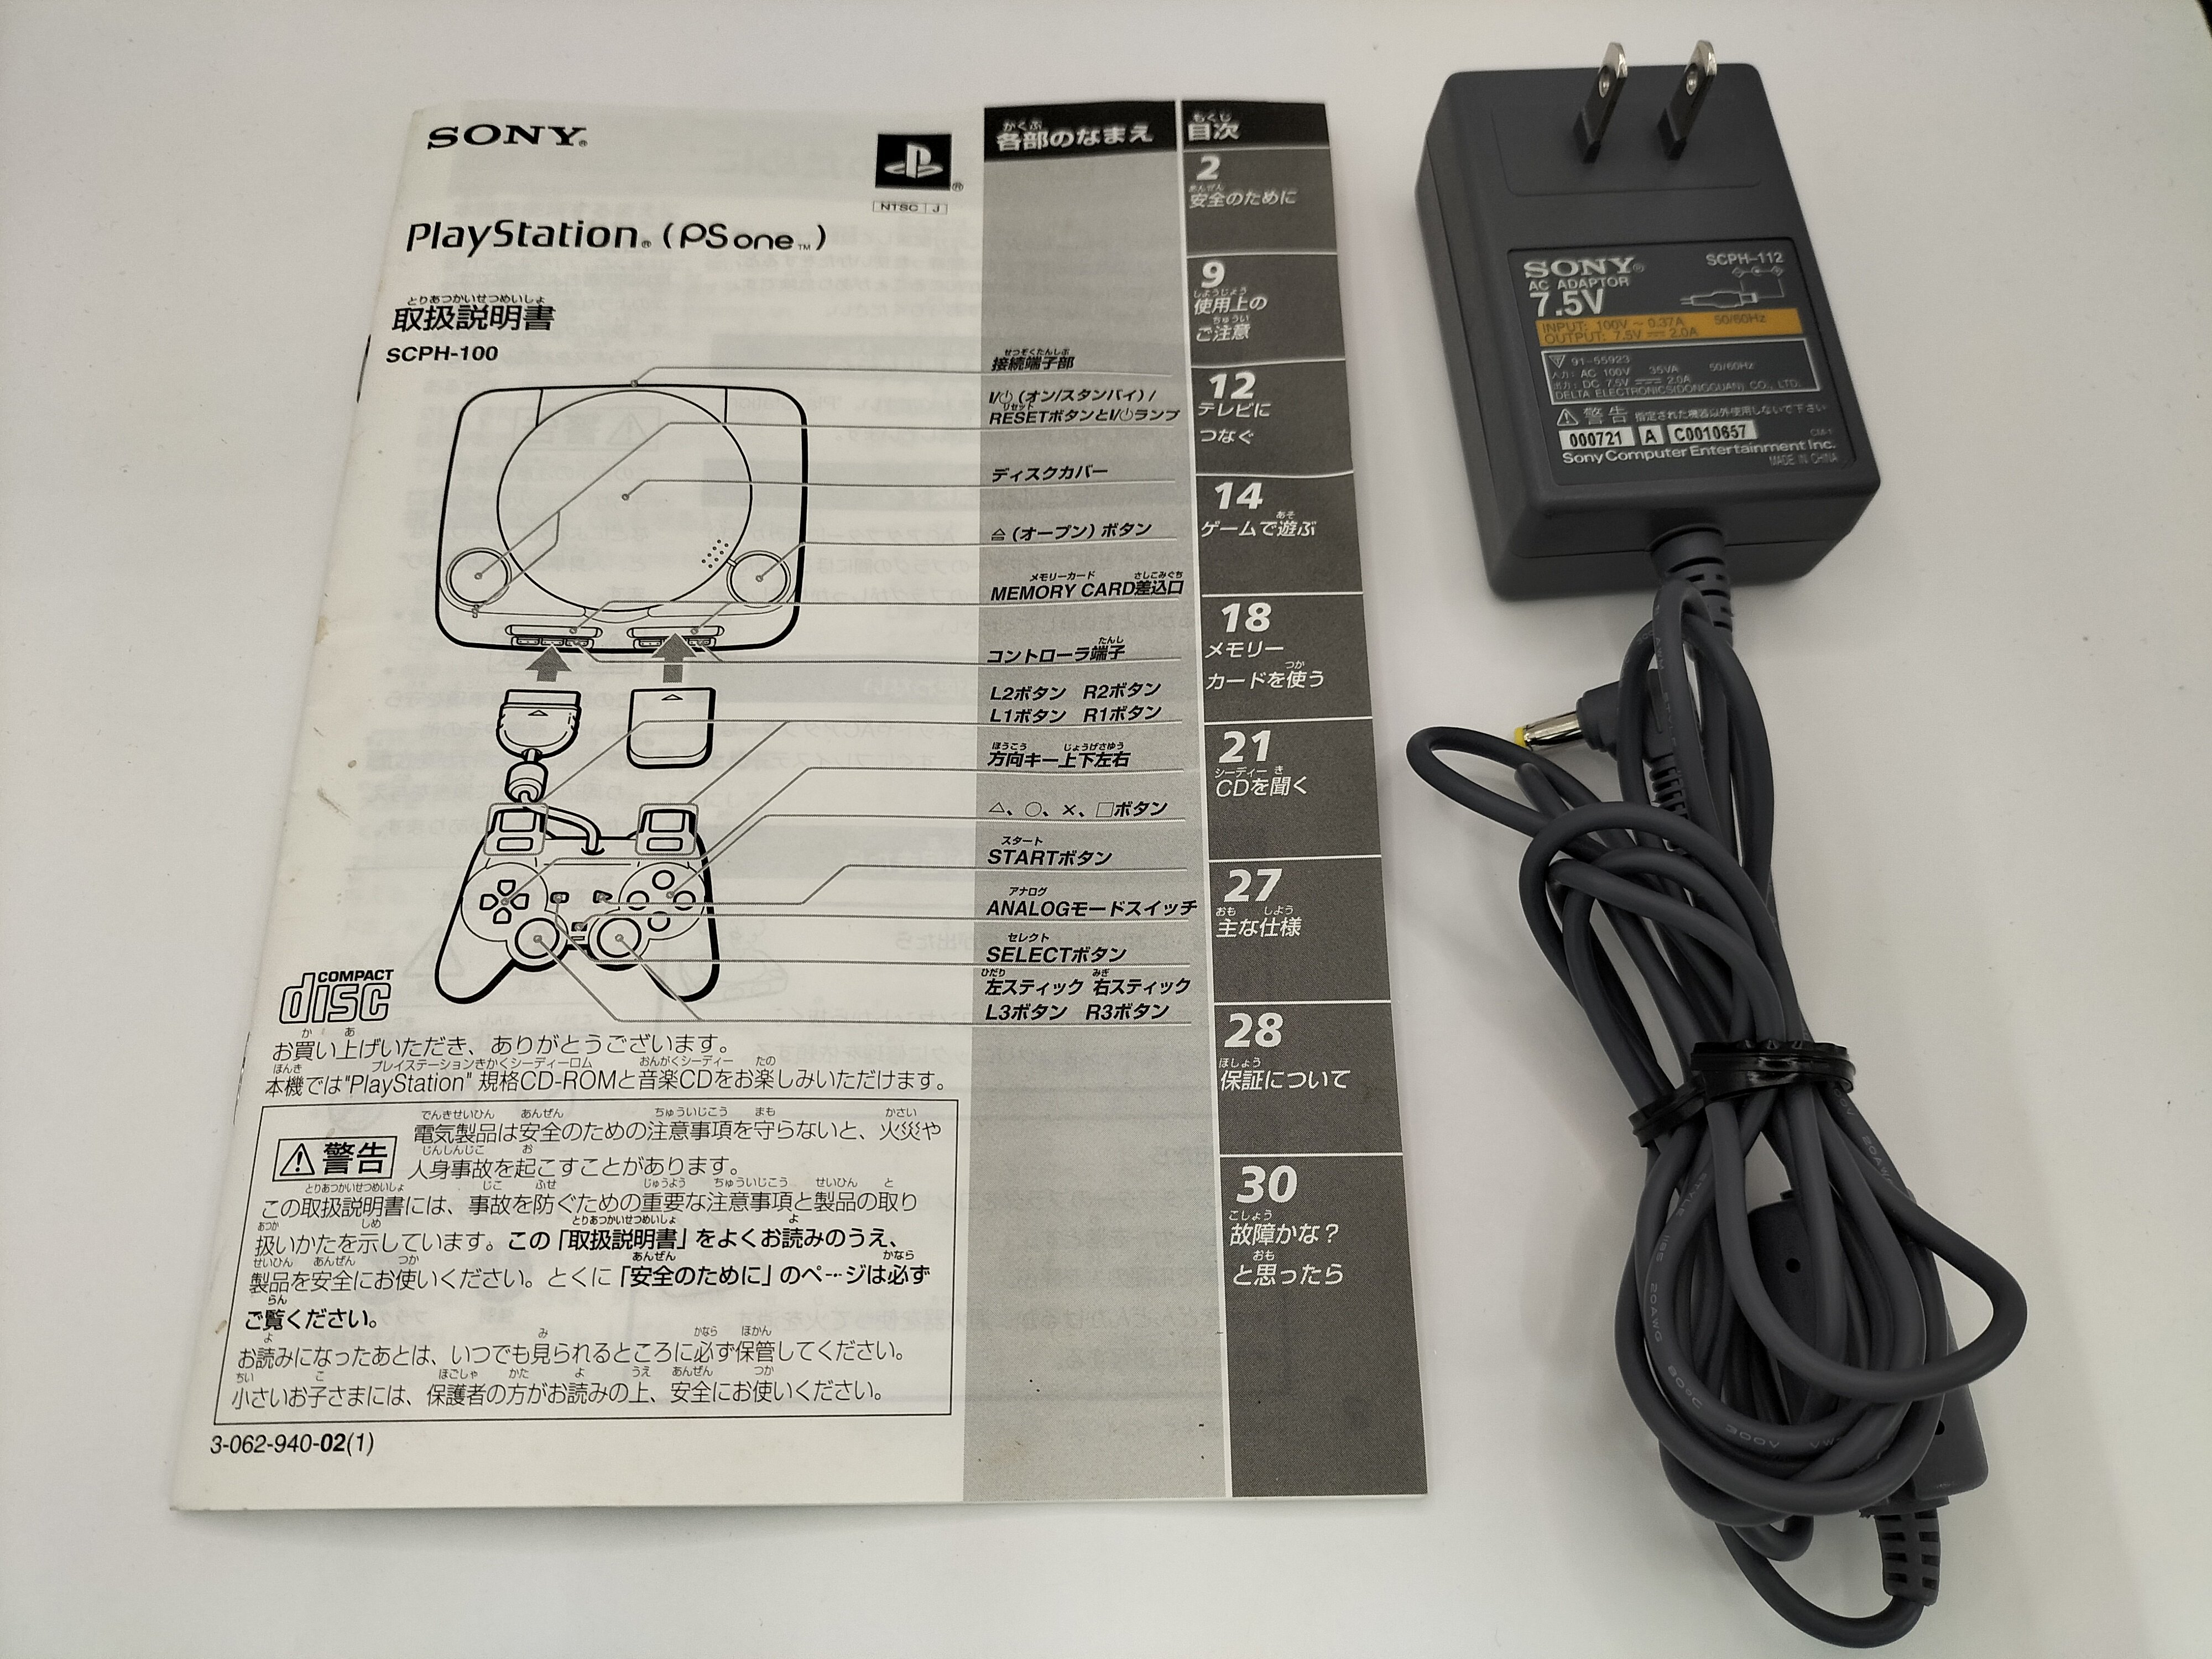 SONY®
®
NTSC J
PlayStation®(PS one™)
とりあつかいせつめいしょ
取扱説明書
SCPH-100
かくぶ
各部のなまえ
せつぞくたんしぶ
接続端子部
I/⏻(オン/スタンバイ)/
リセット
RESETボタンとI/⏻ランプ
ディスクカバー
⏏(オープン)ボタン
メモリーカード さしこみぐち
MEMORY CARD差込口
たんし
コントローラ端子
L2ボタン R2ボタン
L1ボタン R1ボタン
ほうこう じょうげさゆう
方向キー上下左右
△、○、×、□ボタン
スタート
STARTボタン
アナログ
ANALOGモードスイッチ
セレクト
SELECTボタン
ひだり みぎ
左スティック 右スティック
L3ボタン R3ボタン
もくじ
目次
2
あんぜん
安全のために
9
しようじょう
使用上の
ちゅうい
ご注意
12
テレビに
つなぐ
14
あそ
ゲームで遊ぶ
18
メモリー
つか
カードを使う
21
シーディー き
CDを聞く
27
おも しよう
主な仕様
28
ほしょう
保証について
30
こしょう
故障かな?
おも
と思ったら
COMPACT
disc
か あ
お買い上げいただき、ありがとうございます。
ほんき プレイステーションきかくシーディーロム おんがくシーディー たの
本機では"PlayStation" 規格CD-ROMと音楽CDをお楽しみいただけます。
でんきせいひん あんぜん ちゅういじこう まも かさい
電気製品は安全のための注意事項を守らないと、火災や
⚠警告
じんしんじこ お
人身事故を起こすことがあります。
とりあつかいせつめいしょ じこ ふせ じゅうよう ちゅういじこう せいひん と
この取扱説明書には、事故を防ぐための重要な注意事項と製品の取り
あつか しめ とりあつかいせつめいしょ よ
扱いかたを示しています。この「取扱説明書」をよくお読みのうえ、
せいひん あんぜん つか あんぜん かなら
製品を安全にお使いください。とくに「安全のために」のページは必ず
らん
ご覧ください。
よ み かなら ほかん
お読みになったあとは、いつでも見られるところに必ず保管してください。
ちい こ ほごしゃ かた よ うえ あんぜん つか
小さいお子さまには、保護者の方がお読みの上、安全にお使いください。
3-062-940-02(1)
SONY® SCPH-112
AC ADAPTOR
7.5V
INPUT: 100V ~ 0.37A 50/60Hz
OUTPUT: 7.5V ⎓ 2.0A
91-55923
入力: AC 100V 35VA 50/60Hz
出力: DC 7.5V ⎓ 2.0A
DELTA ELECTRONICS(DONGGUAN) CO., LTD.
⚠警告 指定された機器以外使用しないで下さい
000721 A C0010657
Sony Computer Entertainment Inc.
MADE IN CHINA
20AWG
300V